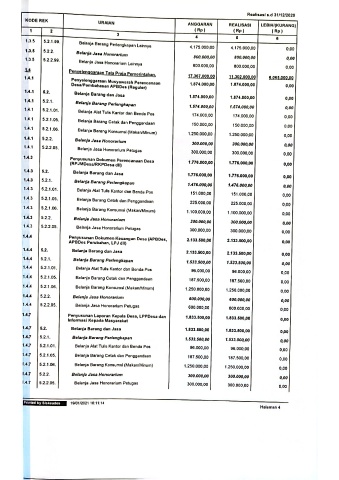 Realisasi s.d 31/12/2020
KODE REK URAIAN ANGGARAN ( Rp ) REALISASI ( Rp ) LEBIH/(KURANG) ( Rp )
1 2 3 4 5 6
1.3.5 5.2.1.99. Belanja Barang Perlengkapan Lainnya 4.175.000,00 4.175.000,00 0,00
1.3.5 5.2.2 Belanja Jasa Honorarium 800.000,00 800.000,00 0,00
1.3.5 5.2.2.99. 800.000,00 800.000,00 0,00
1.4 Penyelenggaraan Tata Praja Pemerintahan,
1.4.1 Penyelenggaraan Musyawarah Perencanaan Desa/Pembahasan APBDes (Reguler) 1.874.000,00 1.874.000,00 0,00
1.4.1 5.2. Belanja Barang dan Jasa 1.874.000,00 1.874.000,00 0,00
1.4.1 5.2.1. Belanja Barang Perlengkapan 1.574.000,00 1.574.000,00 0,00
1.4.1 5.2.1.01. Belanja Alat Tulis Kantor dan Benda Pos 174.000,00 174.000,00 0,00
1.4.1 5.2.1.05. Belanja Barang Cetak dan Penggandaan 150.000,00 150.000,00 0,00
1.4.1 5.2.1.06. Belanja Barang Konsumsi (Makan/Minum) 1.250.000,00 1.250.000,00 0,00
1.4.1 5.2.2. Belanja Jasa Honorarium 300.000,00 300.000,00 0,00
1.4.1 5.2.2.05. Belanja Jasa Honorarium Petugas 300.000,00 300.000,00 0,00
1.4.3 Penyusunan Dokumen Perencanaan Desa (RPJMDesa/RKPDesa dll) 1.776.000,00 1.776.000,00 0,00
1.4.3 5.2. Belanja Barang dan Jasa 1.776.000,00 1.776.000,00 0,00
1.4.3 5.2.1. Belanja Barang Perlengkapan 1.476.000,00 1.476.000,00 0,00
1.4.3 5.2.1.01. Belanja Alat Tulis Kantor dan Benda Pos 151.000,00 151.000,00 0,00
1.4.3 5.2.1.05. Belanja Barang Cetak dan Penggandaan 225.000,00 225.000,00 0,00
1.4.3 5.2.1.06. Belanja Barang Konsumsi (Makan/Minum) 1.100.000,00 1.100.000,00 0,00
1.4.3 5.2.2. Belanja Jasa Honorarium 300.000,00 300.000,00 0,00
1.4.3 5.2.2.05. Belanja Jasa Honorarium Petugas 300.000,00 300.000,00 0,00
1.4.4 Penyusunan Dokumen Keuangan Desa (APBDes, APBDes Perubahan, LPJ dll) 2.133.500,00 2.133.500,00 0,00
1.4.4 5.2. Belanja Barang dan Jasa 2.133.500,00 2.133.500,00 0,00
1.4.4 5.2.1. Belanja Barang Perlengkapan 1.533.500,00 1.533.500,00 0,00
1.4.4 5.2.1.01. Belanja Alat Tulis Kantor dan Benda Pos 96.000,00 96.000,00 0,00
1.4.4 5.2.1.05. Belanja Barang Cetak dan Penggandaan 187.500,00 187.500,00 0,00
1.4.4 5.2.1.06. Belanja Barang Konsumsi (Makan/Minum) 1.250.000,00 1.250.000,00 0,00
1.4.4 5.2.2. Belanja Jasa Honorarium 600.000,00 600.000,00 0,00
1.4.4 5.2.2.05. Belanja Jasa Honorarium Petugas 600.000,00 600.000,00 0,00
1.4.7 Penyusunan Laporan Kepala Desa, LPPDesa dan Informasi Kepada Masyarakat 1.833.500,00 1.833.500,00 0,00
1.4.7 5.2. Belanja Barang dan Jasa 1.833.500,00 1.833.500,00 0,00
1.4.7 5.2.1. Belanja Barang Perlengkapan 1.533.500,00 1.533.500,00 0,00
1.4.7 5.2.1.01. Belanja Alat Tulis Kantor dan Benda Pos 96.000,00 96.000,00 0,00
1.4.7 5.2.1.05. Belanja Barang Cetak dan Penggandaan 187.500,00 187.500,00 0,00
1.4.7 5.2.1.06. Belanja Barang Konsumsi (Makan/Minum) 1.250.000,00 1.250.000,00 0,00
1.4.7 5.2.2. Belanja Jasa Honorarium 300.000,00 300.000,00 0,00
1.4.7 5.2.2.05. Belanja Jasa Honorarium Petugas 300.000,00 300.000,00 0,00
Printed by Siskeudes
Halaman 4